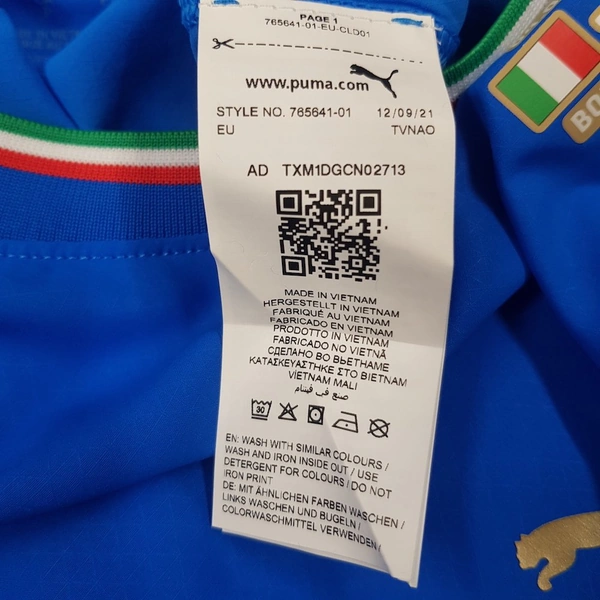 PAGE 1
765641-01-EU-CLD01
www.puma.com
STYLE NO. 765641-01 12/09/21
EU TVNAO
AD TXM1DGCN02713
MADE IN VIETNAM
HERGESTELLT IN VIETNAM
FABRIQUÉ AU VIETNAM
FABRICADO EN VIETNAM
PRODOTTO IN VIETNAM
FABRICADO NO VIETNÃ
СДЕЛАНО ВО ВЬЕТНАМЕ
ΚΑΤΑΣΚΕΥΑΣΤΗΚΕ ΣΤΟ ΒΙΕΤΝΑΜ
VİETNAM MALI
صنع في فيتنام
30
EN: WASH WITH SIMILAR COLOURS /
WASH AND IRON INSIDE OUT / USE
DETERGENT FOR COLOURS / DO NOT
IRON PRINT
DE: MIT ÄHNLICHEN FARBEN WASCHEN /
LINKS WASCHEN UND BÜGELN /
COLORWASCHMITTEL VERWENDEN /
BO